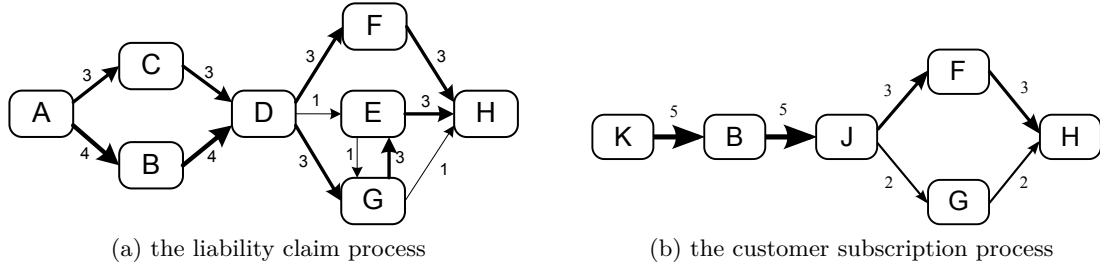 F
3
3
C
3
3
A
D
1
E
3
H
4
4
B
3
1
3
1
G
(a) the liability claim process
F
3
3
K
5
B
5
J
H
2
2
G
(b) the customer subscription process